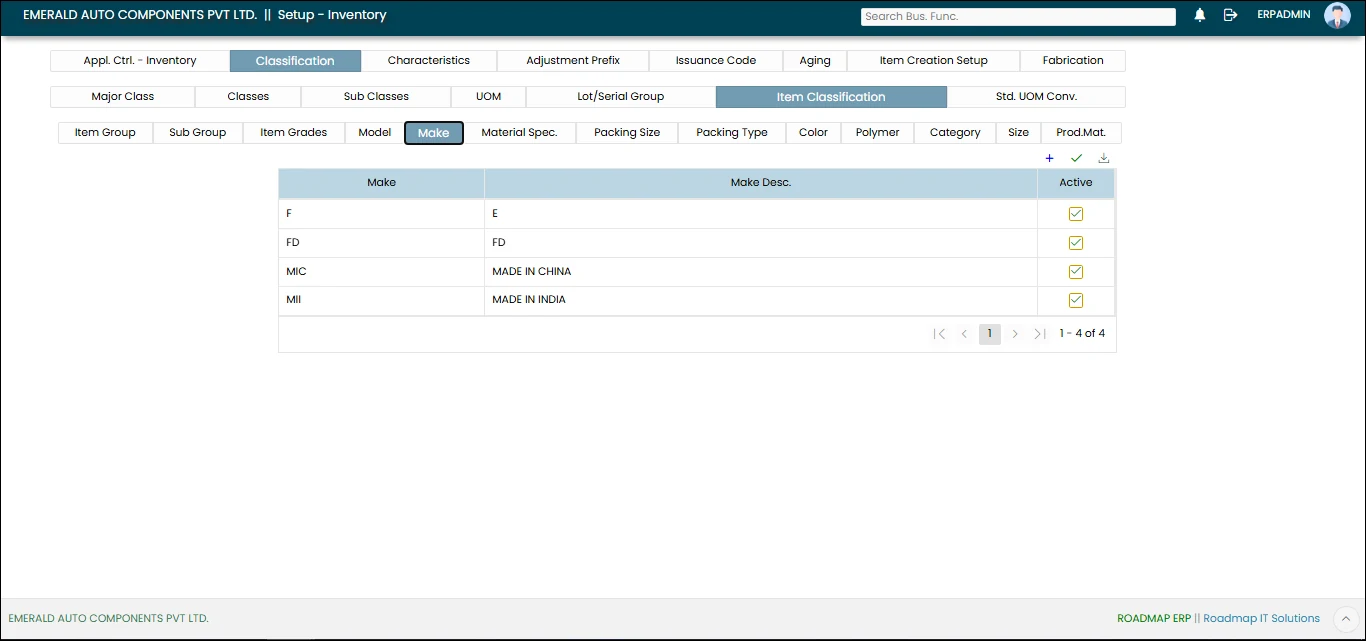 EMERALD AUTO COMPONENTS PVT LTD. || Setup - Inventory
Search Bus. Func.
ERPADMIN
Appl. Ctrl. - Inventory Classification Characteristics Adjustment Prefix Issuance Code Aging Item Creation Setup Fabrication
Major Class Classes Sub Classes UOM Lot/Serial Group Item Classification Std. UOM Conv.
Item Group Sub Group Item Grades Model Make Material Spec. Packing Size Packing Type Color Polymer Category Size Prod.Mat.
Make Make Desc. Active
F E
FD FD
MIC MADE IN CHINA
MII MADE IN INDIA
1 1 - 4 of 4
EMERALD AUTO COMPONENTS PVT LTD. ROADMAP ERP || Roadmap IT Solutions